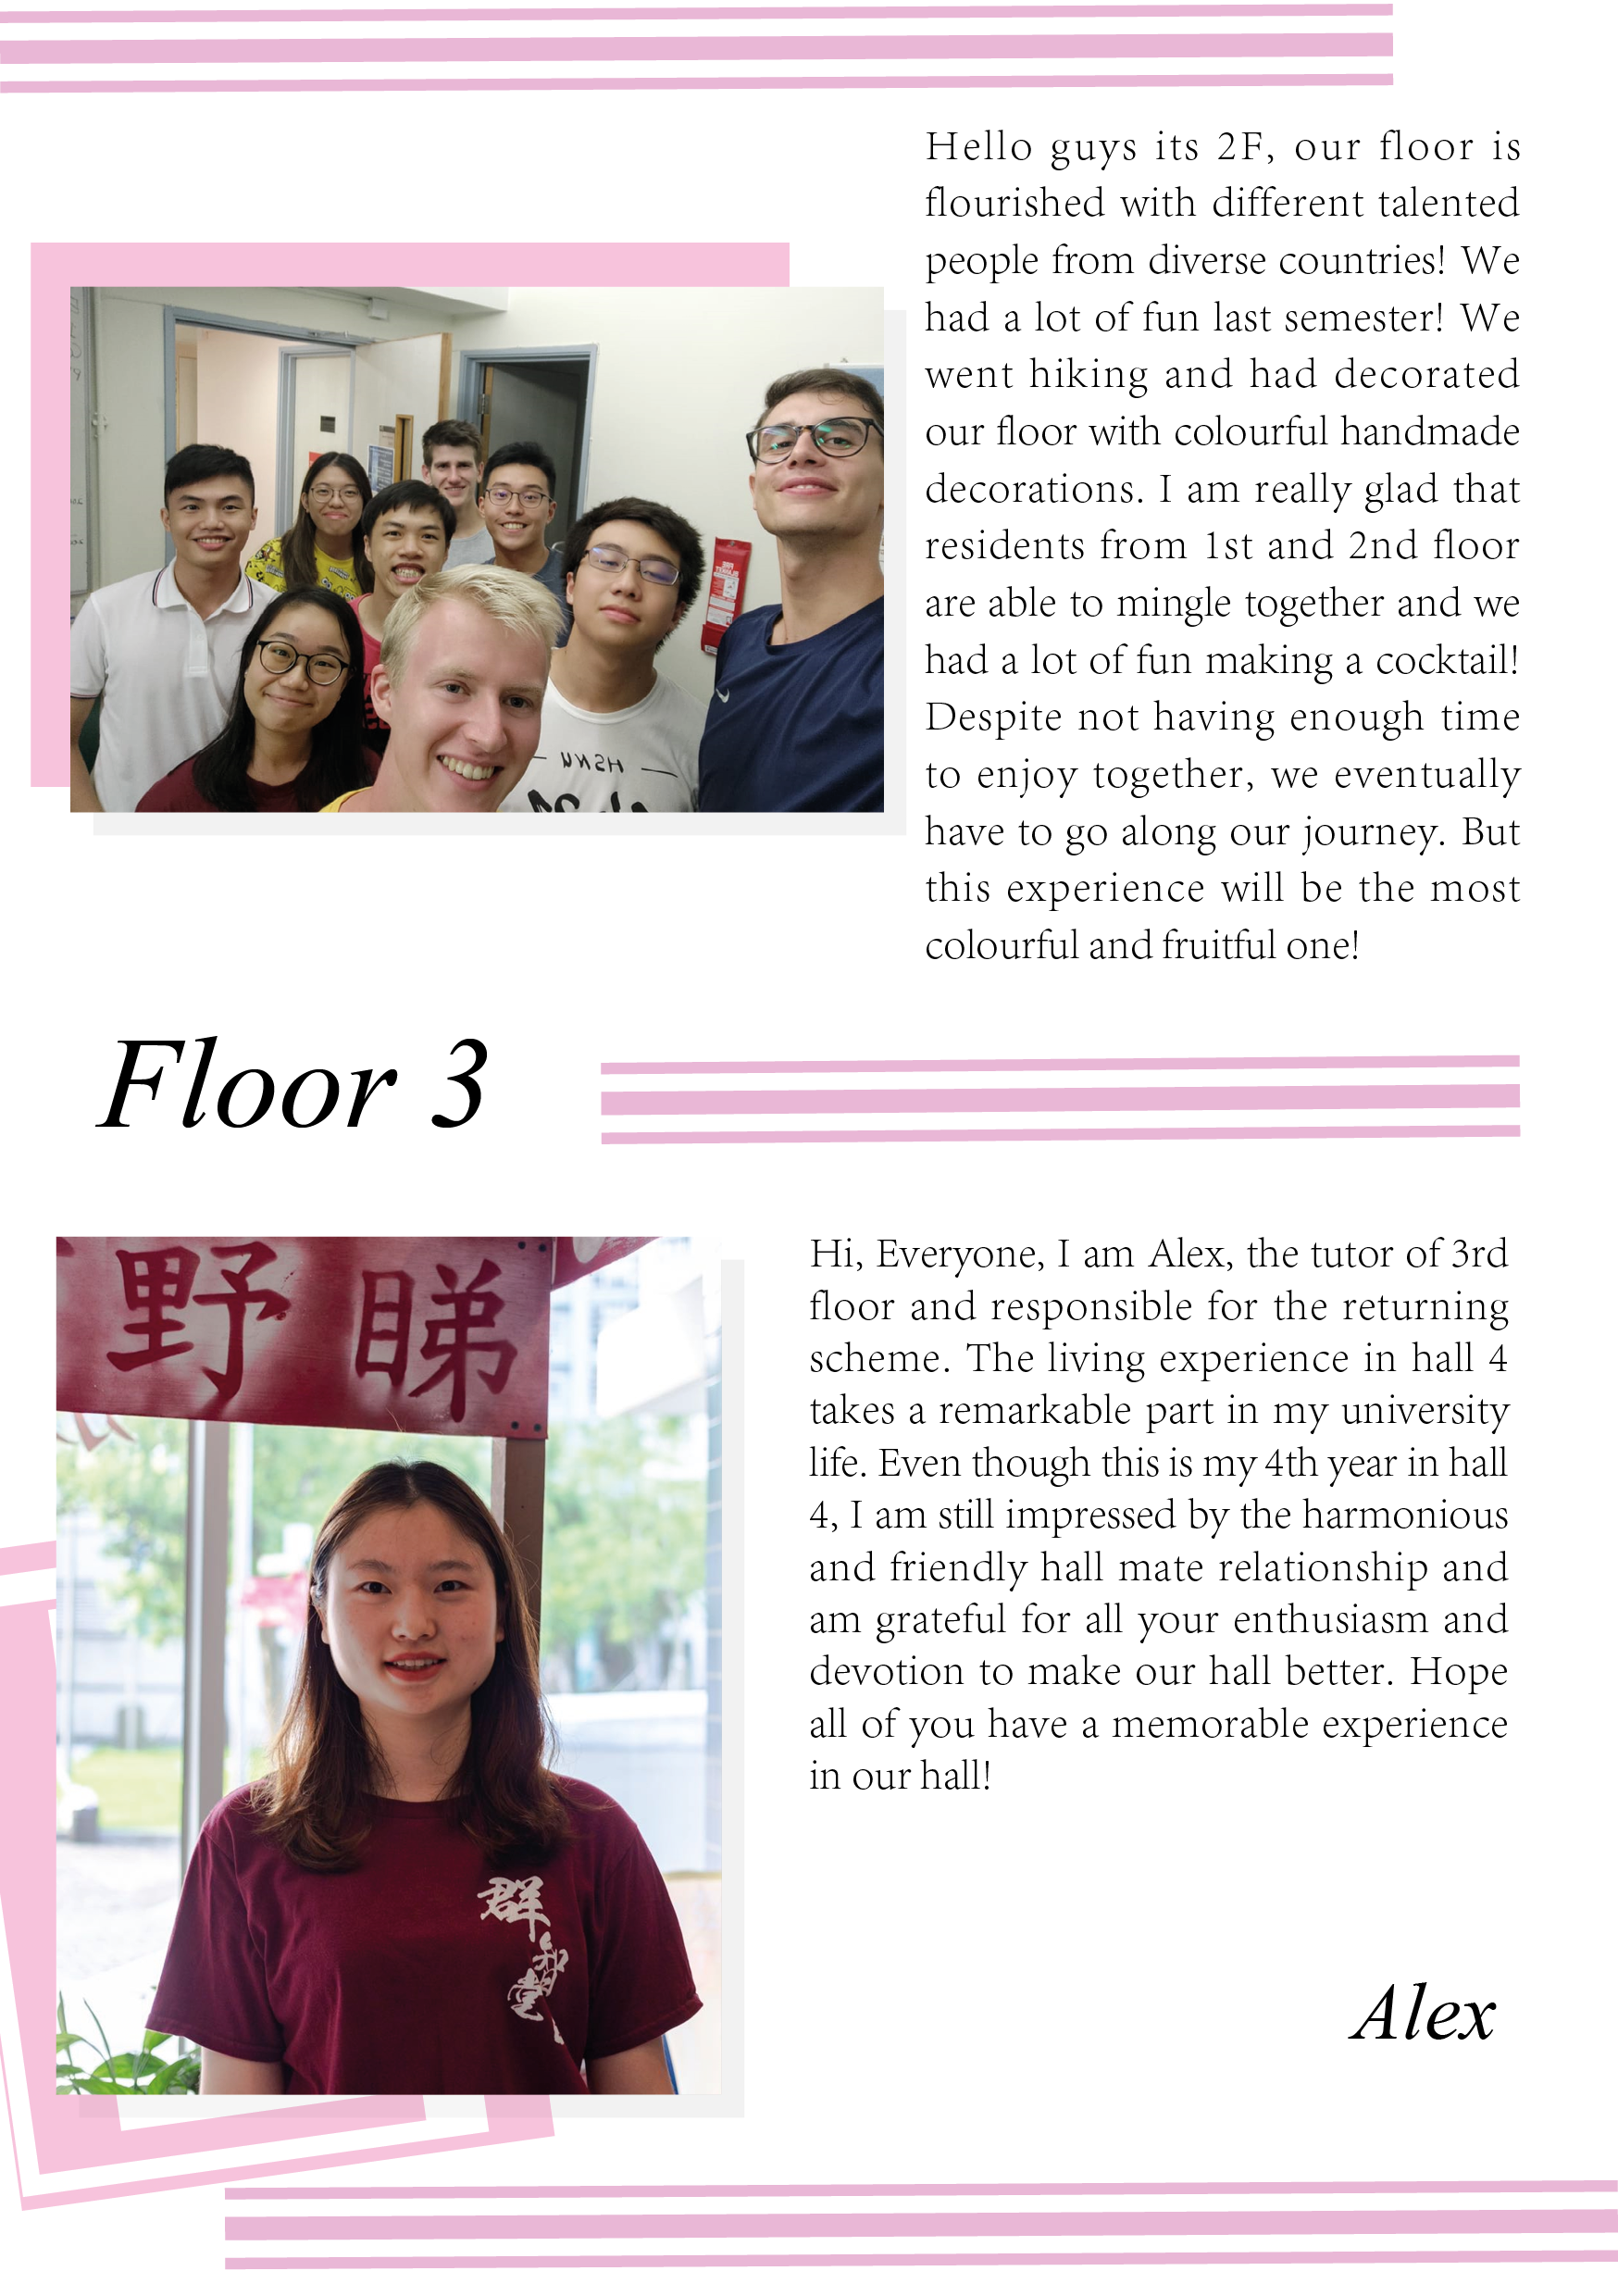 Hello guys its 2F, our floor is
flourished with different talented
people from diverse countries! We
had a lot of fun last semester! We
went hiking and had decorated
our floor with colourful handmade
decorations. I am really glad that
residents from 1st and 2nd floor
are able to mingle together and we
had a lot of fun making a cocktail!
Despite not having enough time
to enjoy together, we eventually
have to go along our journey. But
this experience will be the most
colourful and fruitful one!
HSNU
Floor 3
野睇
Hi, Everyone, I am Alex, the tutor of 3rd
floor and responsible for the returning
scheme. The living experience in hall 4
takes a remarkable part in my university
life. Even though this is my 4th year in hall
4, I am still impressed by the harmonious
and friendly hall mate relationship and
am grateful for all your enthusiasm and
devotion to make our hall better. Hope
all of you have a memorable experience
in our hall!
群智堂
Alex